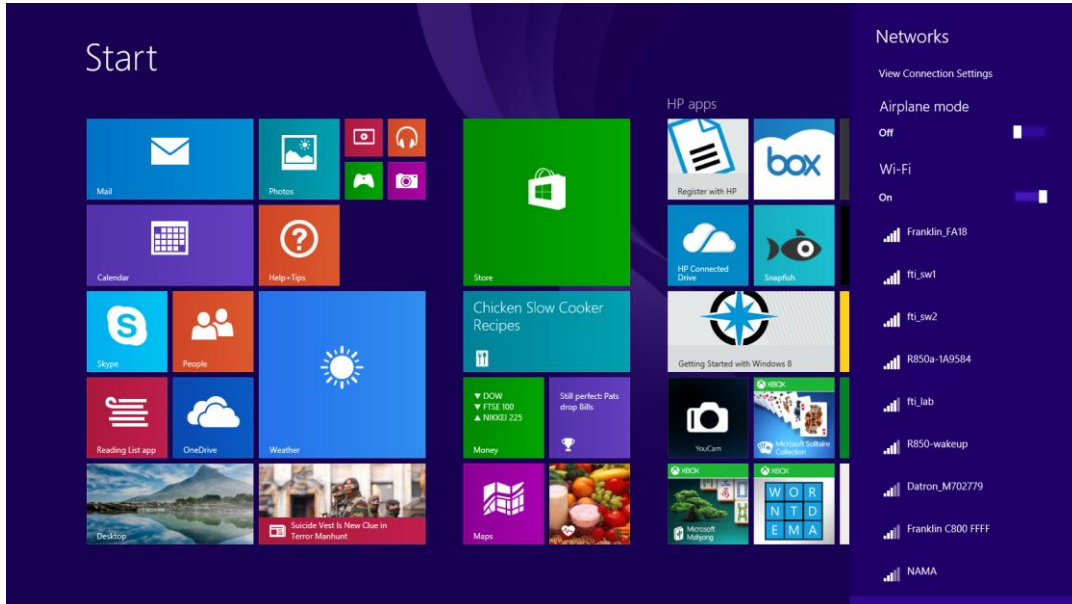 Start
Mail
Photos
Calendar
Help+Tips
Skype
People
Weather
Reading List app
OneDrive
Desktop
Suicide Vest Is New Clue in
Terror Manhunt
Store
Chicken Slow Cooker
Recipes
▼ DOW
▼ FTSE 100
▲ NIKKEI 225
Money
Still perfect: Pats
drop Bills
Maps
HP apps
Register with HP
box
HP Connected
Drive
Snapfish
Getting Started with Windows 8
YouCam
XBOX
Microsoft Solitaire
Collection
XBOX
Microsoft
Mahjong
XBOX
W O R
N T D
E M A
Networks
View Connection Settings
Airplane mode
Off
Wi-Fi
On
Franklin_FA18
fti_sw1
fti_sw2
R850a-1A9584
fti_lab
R850-wakeup
Datron_M702779
Franklin C800 FFFF
NAMA